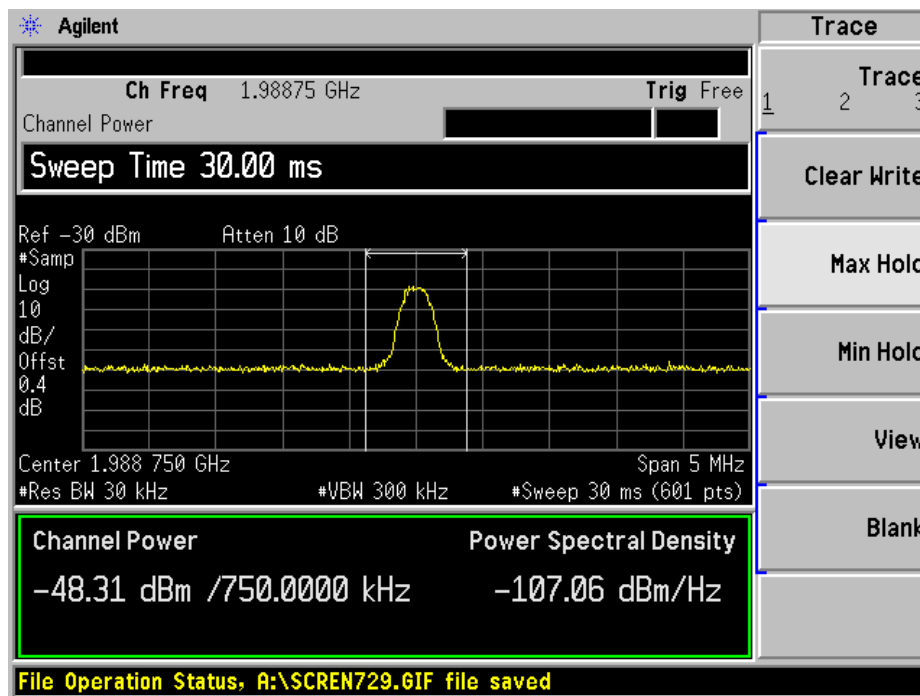 Agilent
Trace
Ch Freq 1.98875 GHz Trig Free
Channel Power
Sweep Time 30.00 ms
Ref -30 dBm Atten 10 dB
#Samp
Log
10
dB/
Offst
0.4
dB
Center 1.988 750 GHz Span 5 MHz
#Res BW 30 kHz #VBW 300 kHz #Sweep 30 ms (601 pts)
Channel Power Power Spectral Density
-48.31 dBm /750.0000 kHz -107.06 dBm/Hz
File Operation Status, A:\SCREN729.GIF file saved
Trace
1 2 3
Clear Write
Max Hold
Min Hold
View
Blank